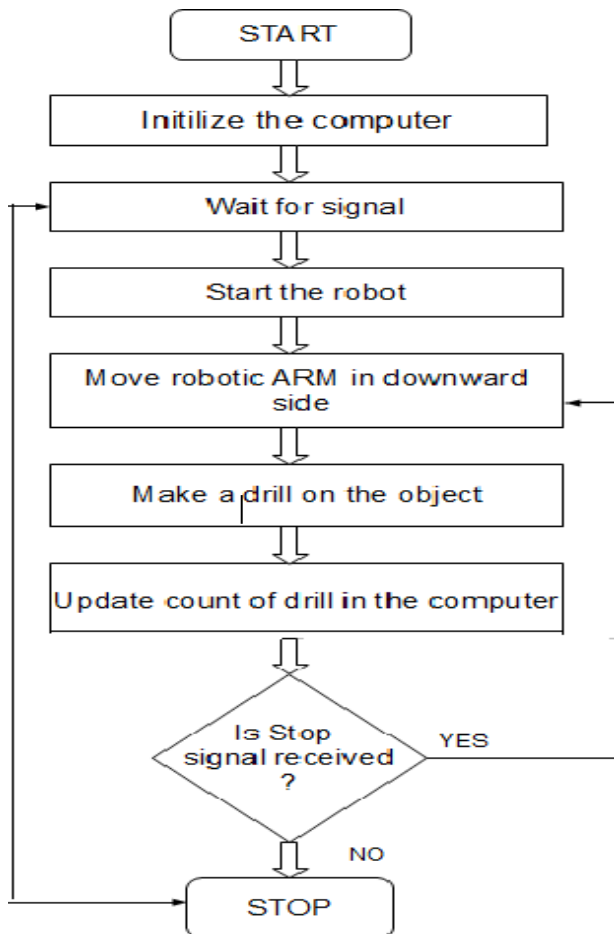 START
Initilize the computer
Wait for signal
Start the robot
Move robotic ARM in downward
side
Make a drill on the object
Update count of drill in the computer
Is Stop
signal received
?
YES
NO
STOP